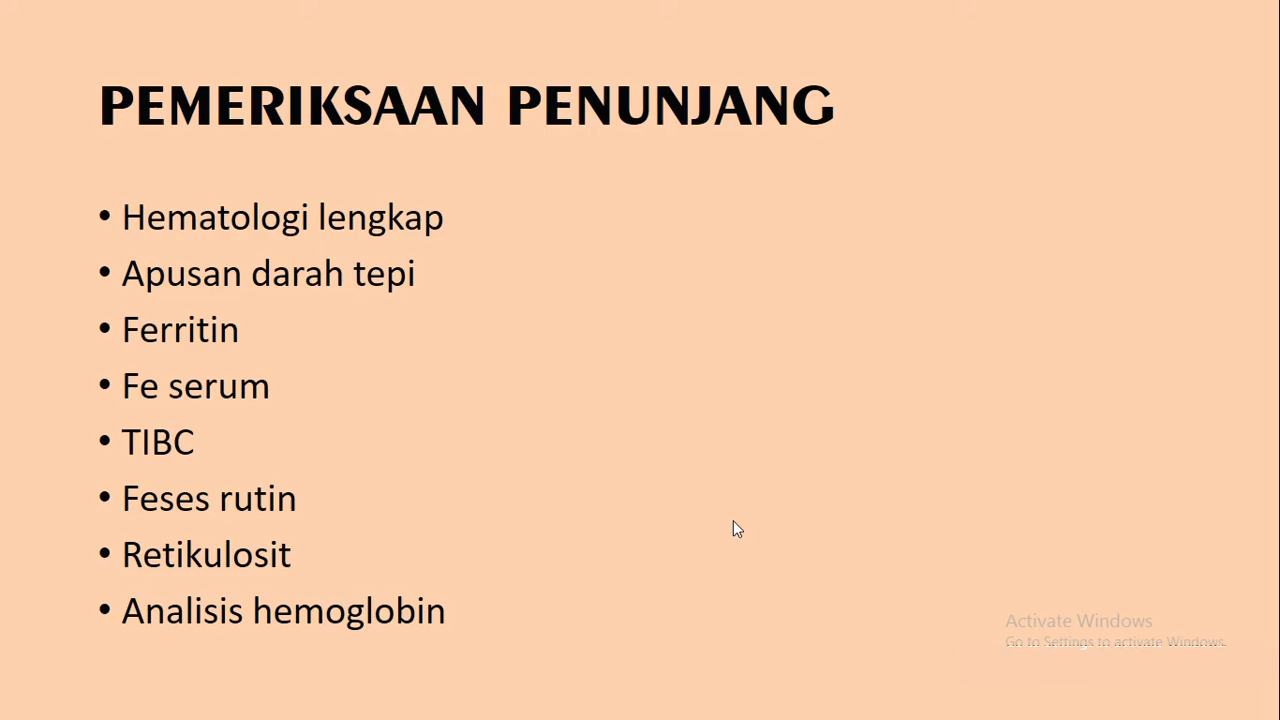 PEMERIKSAAN PENUNJANG
• Hematologi lengkap
• Apusan darah tepi
• Ferritin
• Fe serum
• TIBC
• Feses rutin
• Retikulosit
• Analisis hemoglobin
Activate Windows
Go to Settings to activate Windows.